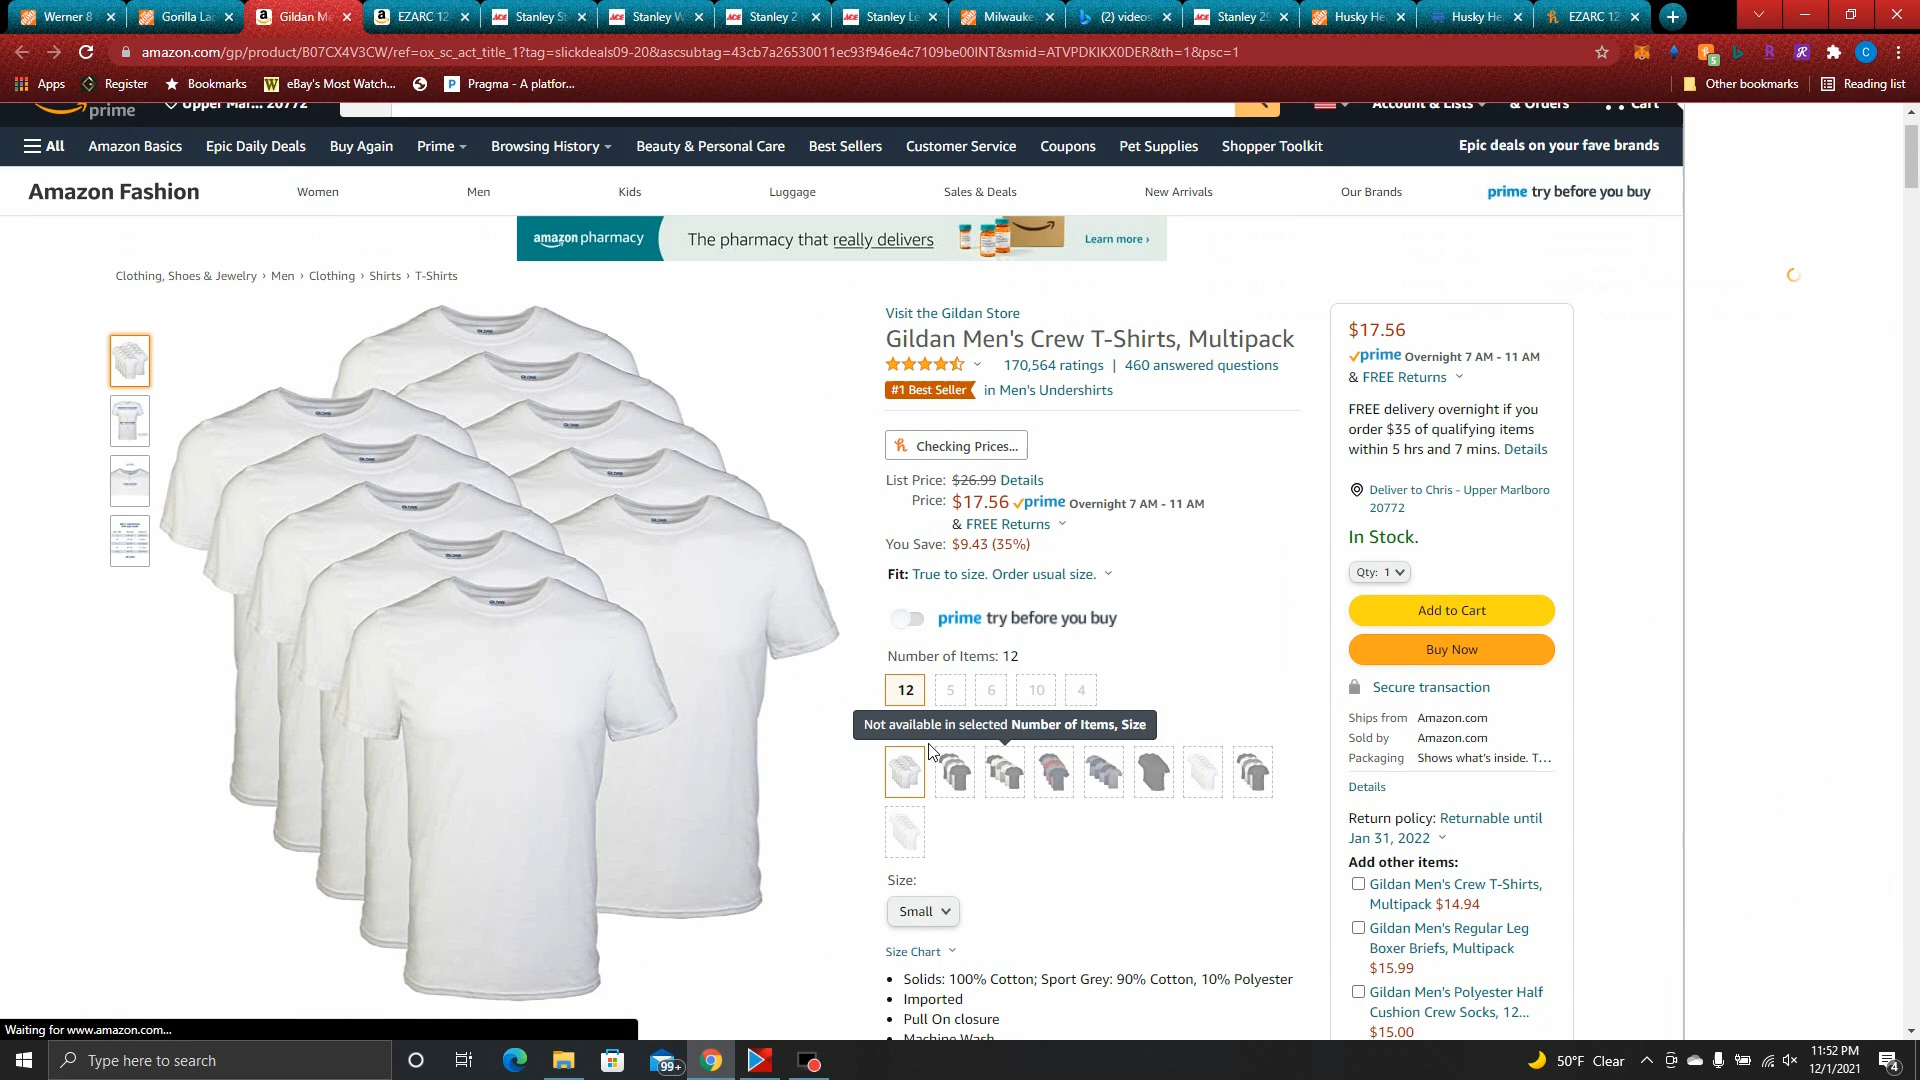 Werner 8
Gorilla La
Gildan Me
EZARC 12
Stanley St
Stanley W
Stanley 2
Stanley Le
Milwauke
(2) videos
Stanley 25
Husky He
Husky He
EZARC 12
amazon.com/gp/product/B07CX4V3CW/ref=ox_sc_act_title_1?tag=slickdeals09-20&ascsubtag=43cb7a26530011ec93f946e4c7109be00INT&smid=ATVPDKIKX0DER&th=1&psc=1
Apps Register Bookmarks eBay's Most Watch... Pragma - A platfor... Other bookmarks Reading list
prime Upper Mar... 20772 Account & Lists & Orders Cart
All Amazon Basics Epic Daily Deals Buy Again Prime Browsing History Beauty & Personal Care Best Sellers Customer Service Coupons Pet Supplies Shopper Toolkit Epic deals on your fave brands
Amazon Fashion Women Men Kids Luggage Sales & Deals New Arrivals Our Brands prime try before you buy
amazon pharmacy The pharmacy that really delivers Learn more ›
Clothing, Shoes & Jewelry › Men › Clothing › Shirts › T-Shirts
Visit the Gildan Store
Gildan Men's Crew T-Shirts, Multipack
170,564 ratings | 460 answered questions
#1 Best Seller in Men's Undershirts
Checking Prices...
List Price: $26.99 Details
Price: $17.56 prime Overnight 7 AM - 11 AM
& FREE Returns
You Save: $9.43 (35%)
Fit: True to size. Order usual size.
prime try before you buy
Number of Items: 12
12 5 6 10 4
Not available in selected Number of Items, Size
Size:
Small
Size Chart
• Solids: 100% Cotton; Sport Grey: 90% Cotton, 10% Polyester
• Imported
• Pull On closure
• Machine Wash
$17.56
prime Overnight 7 AM - 11 AM
& FREE Returns
FREE delivery overnight if you
order $35 of qualifying items
within 5 hrs and 7 mins. Details
Deliver to Chris - Upper Marlboro
20772
In Stock.
Qty: 1
Add to Cart
Buy Now
Secure transaction
Ships from Amazon.com
Sold by Amazon.com
Packaging Shows what's inside. T...
Details
Return policy: Returnable until
Jan 31, 2022
Add other items:
Gildan Men's Crew T-Shirts,
Multipack $14.94
Gildan Men's Regular Leg
Boxer Briefs, Multipack
$15.99
Gildan Men's Polyester Half
Cushion Crew Socks, 12...
$15.00
Waiting for www.amazon.com...
Type here to search
99+
50°F Clear
11:52 PM
12/1/2021
4